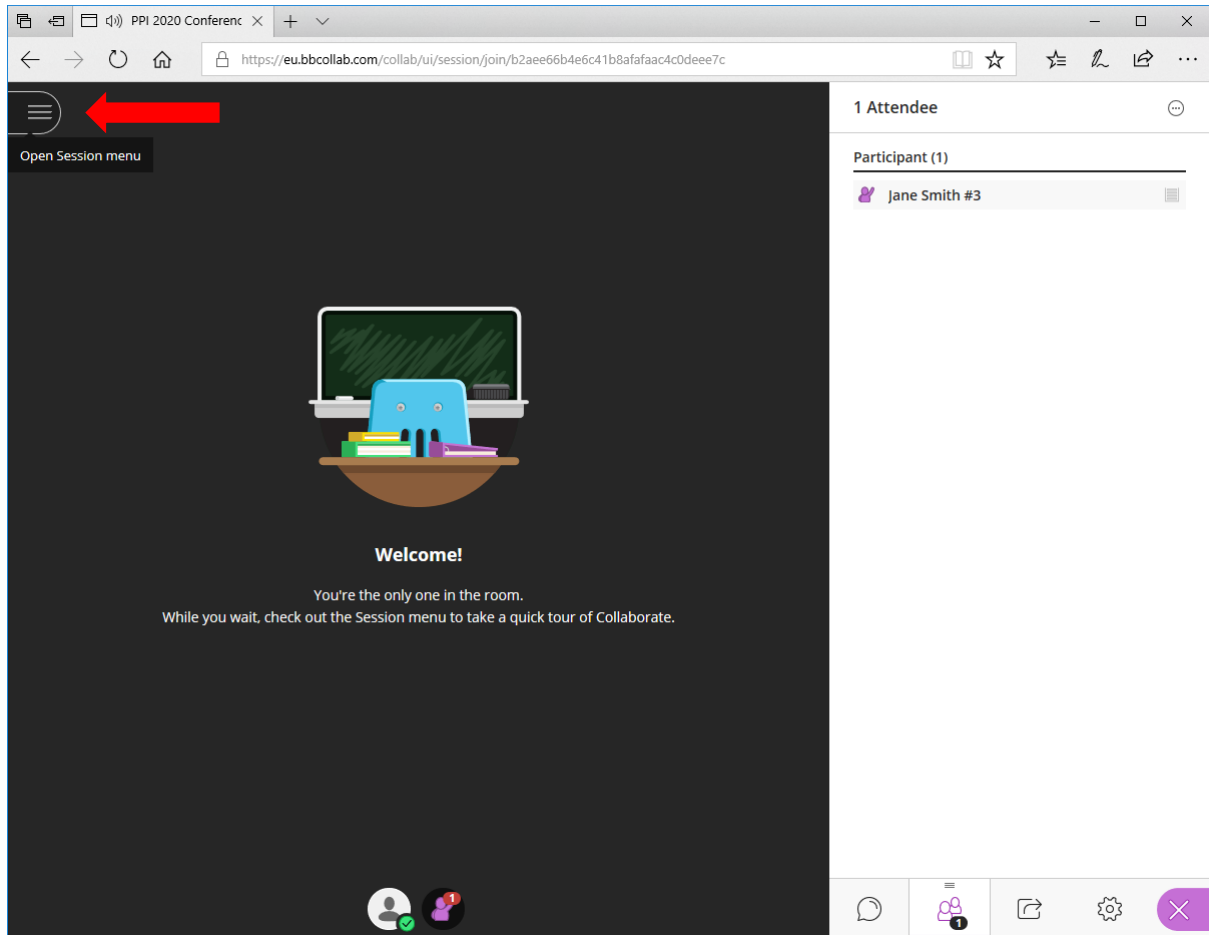 PPI 2020 Conferenc
https://eu.bbcollab.com/collab/ui/session/join/b2aee66b4e6c41b8afafaac4c0deee7c
Open Session menu
1 Attendee
Participant (1)
Jane Smith #3
Welcome!
You're the only one in the room.
While you wait, check out the Session menu to take a quick tour of Collaborate.
1
1